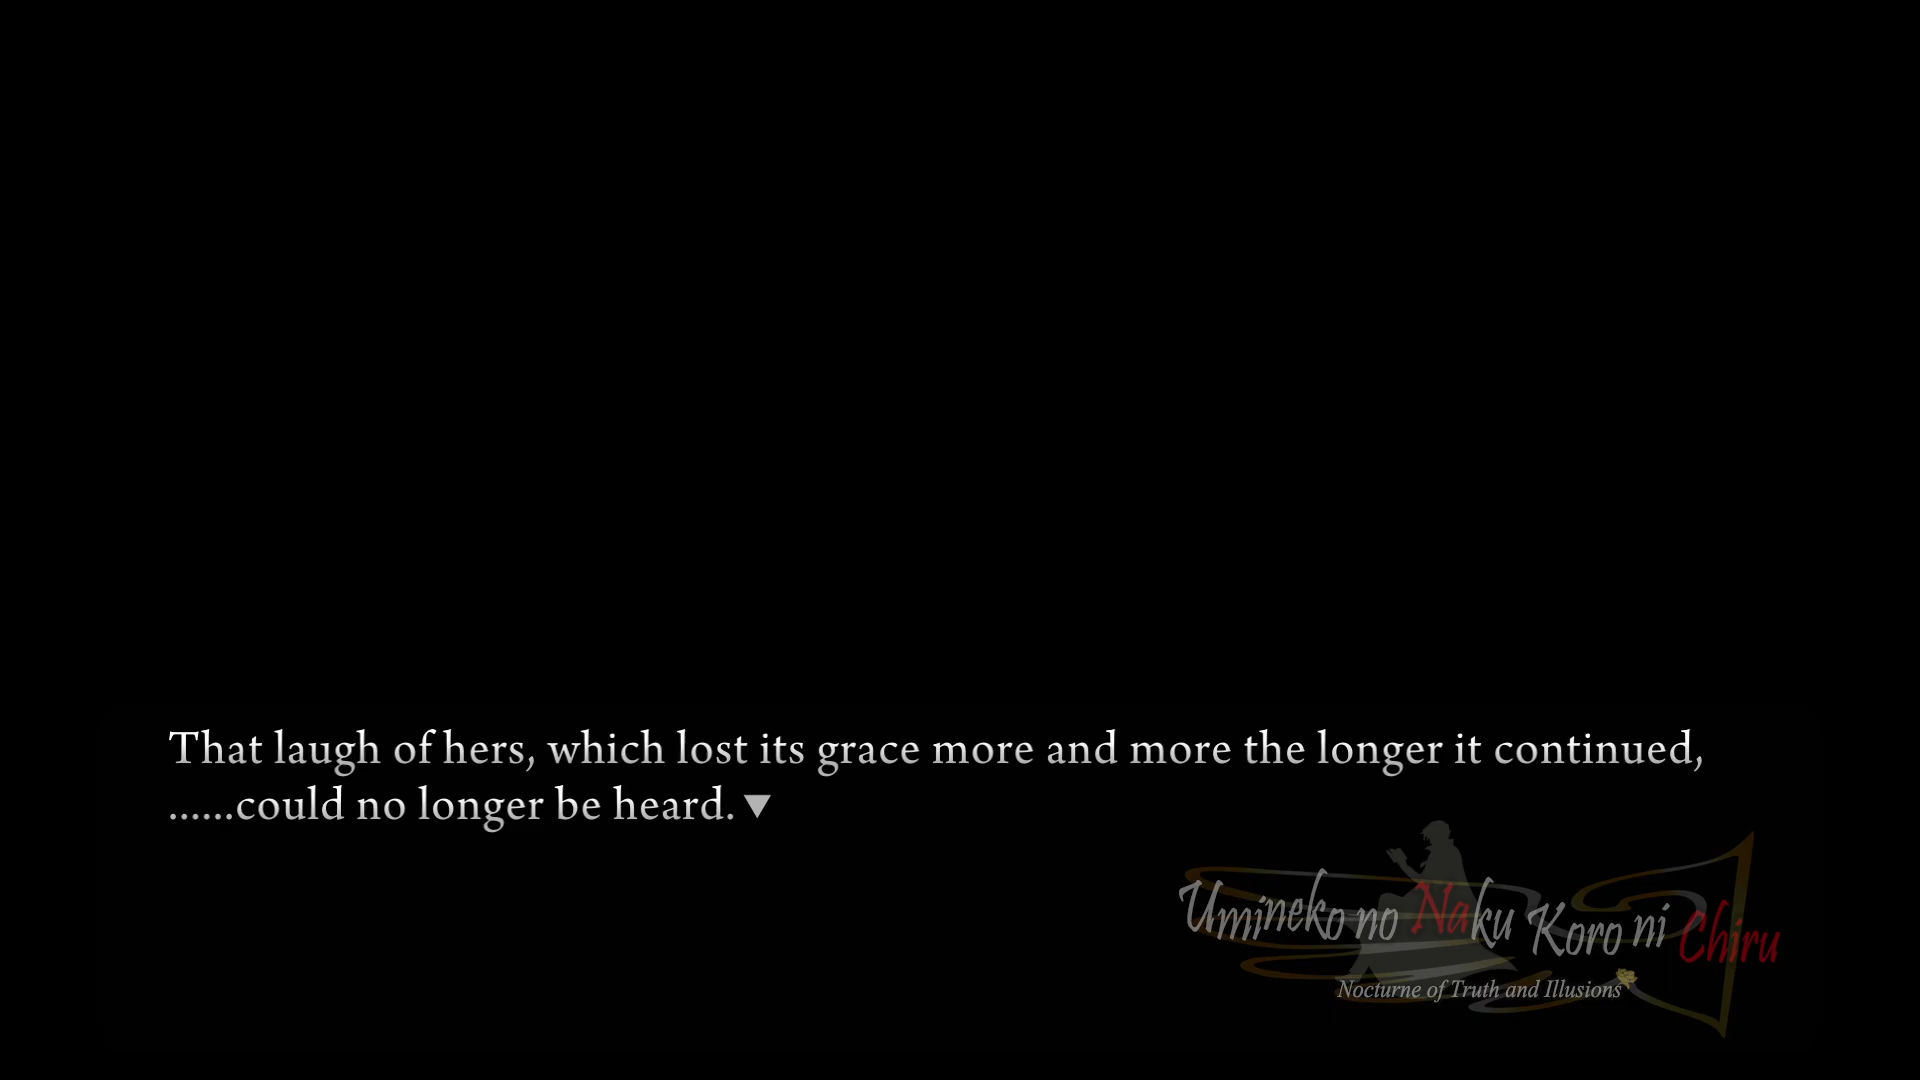 That laugh of hers, which lost its grace more and more the longer it continued,
......could no longer be heard.
Umineko no Naku Koro ni Chiru
Nocturne of Truth and Illusions